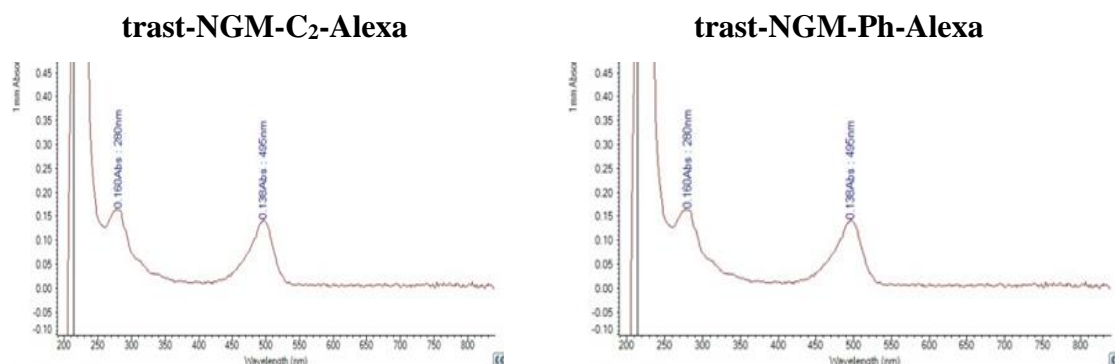 trast-NGM-C₂-Alexa
trast-NGM-Ph-Alexa
1 mm Absor
0.45
0.40
0.35
0.30
0.25
0.20
0.15
0.10
0.05
0.00
-0.05
-0.10
0.160Abs : 280nm
0.138Abs : 495nm
200 250 300 350 400 450 500 550 600 650 700 750 800
Wavelength (nm)
0.45
0.40
0.35
0.30
0.25
0.20
0.15
0.10
0.05
0.00
-0.05
-0.10
0.160Abs : 280nm
0.138Abs : 495nm
200 250 300 350 400 450 500 550 600 650 700 750 800
Wavelength (nm)